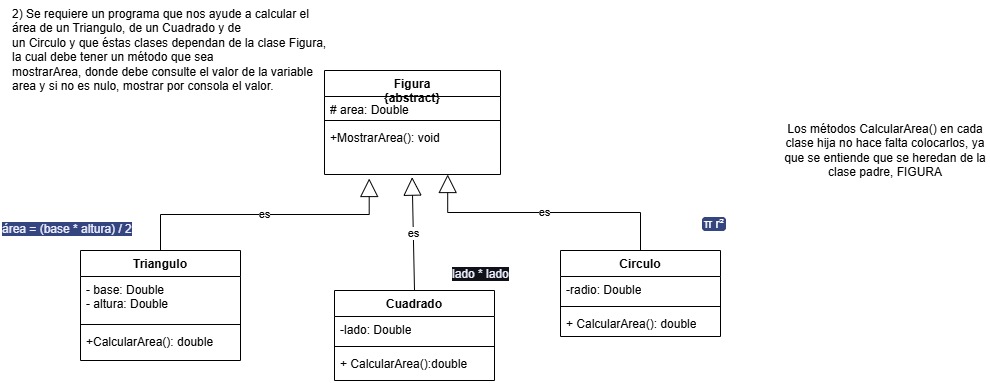 2) Se requiere un programa que nos ayude a calcular el
área de un Triangulo, de un Cuadrado y de
un Circulo y que éstas clases dependan de la clase Figura,
la cual debe tener un método que sea
mostrarArea, donde debe consulte el valor de la variable
area y si no es nulo, mostrar por consola el valor.
Figura
{abstract}
# area: Double
+MostrarArea(): void
Los métodos CalcularArea() en cada
clase hija no hace falta colocarlos, ya
que se entiende que se heredan de la
clase padre, FIGURA
es
es
es
área = (base * altura) / 2
π r²
Triangulo
- base: Double
- altura: Double
+CalcularArea(): double
lado * lado
Cuadrado
-lado: Double
+ CalcularArea():double
Circulo
-radio: Double
+ CalcularArea(): double